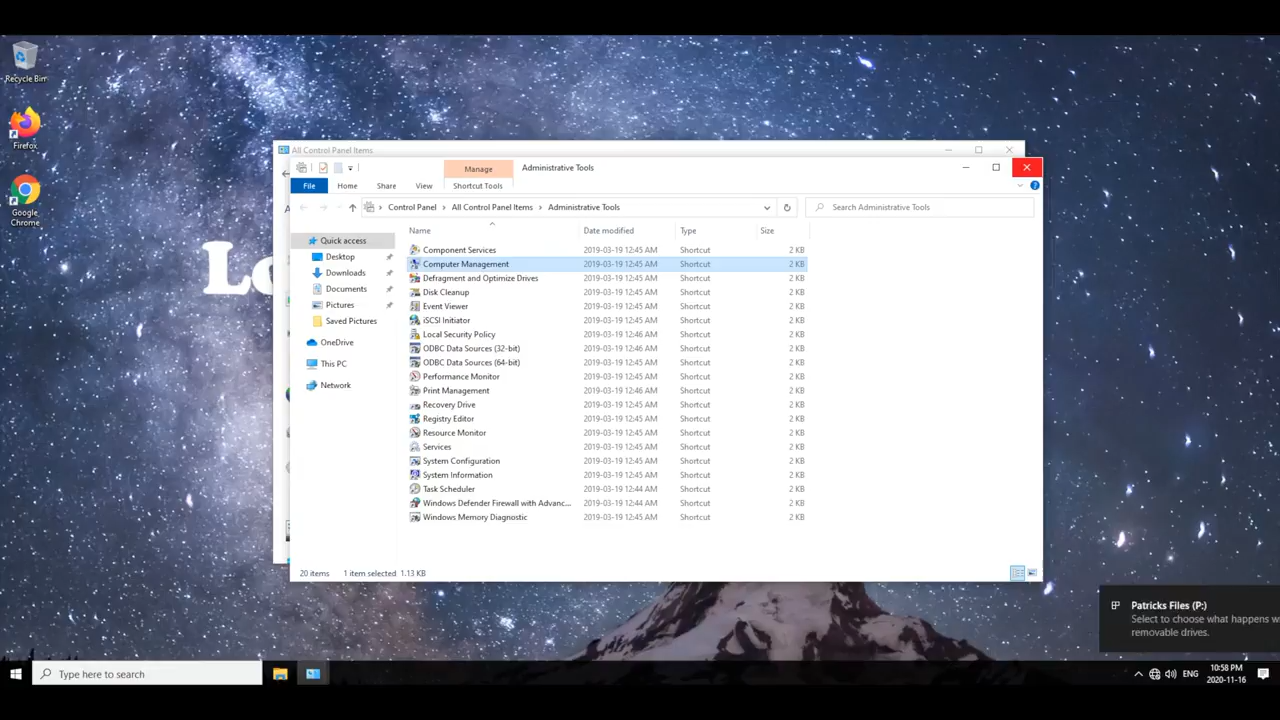 Recycle Bin
Firefox
Google
Chrome
Lo
All Control Panel Items
Manage
Administrative Tools
File
Home
Share
View
Shortcut Tools
Control Panel > All Control Panel Items > Administrative Tools
Search Administrative Tools
Name
Date modified
Type
Size
Quick access
Desktop
Downloads
Documents
Pictures
Saved Pictures
OneDrive
This PC
Network
Component Services 2019-03-19 12:45 AM Shortcut 2 KB
Computer Management 2019-03-19 12:45 AM Shortcut 2 KB
Defragment and Optimize Drives 2019-03-19 12:45 AM Shortcut 2 KB
Disk Cleanup 2019-03-19 12:45 AM Shortcut 2 KB
Event Viewer 2019-03-19 12:45 AM Shortcut 2 KB
iSCSI Initiator 2019-03-19 12:45 AM Shortcut 2 KB
Local Security Policy 2019-03-19 12:46 AM Shortcut 2 KB
ODBC Data Sources (32-bit) 2019-03-19 12:46 AM Shortcut 2 KB
ODBC Data Sources (64-bit) 2019-03-19 12:45 AM Shortcut 2 KB
Performance Monitor 2019-03-19 12:45 AM Shortcut 2 KB
Print Management 2019-03-19 12:46 AM Shortcut 2 KB
Recovery Drive 2019-03-19 12:45 AM Shortcut 2 KB
Registry Editor 2019-03-19 12:45 AM Shortcut 2 KB
Resource Monitor 2019-03-19 12:45 AM Shortcut 2 KB
Services 2019-03-19 12:45 AM Shortcut 2 KB
System Configuration 2019-03-19 12:45 AM Shortcut 2 KB
System Information 2019-03-19 12:45 AM Shortcut 2 KB
Task Scheduler 2019-03-19 12:44 AM Shortcut 2 KB
Windows Defender Firewall with Advanc... 2019-03-19 12:44 AM Shortcut 2 KB
Windows Memory Diagnostic 2019-03-19 12:45 AM Shortcut 2 KB
20 items 1 item selected 1.13 KB
Patricks Files (P:)
Select to choose what happens wi
removable drives.
Type here to search
ENG
10:58 PM
2020-11-16